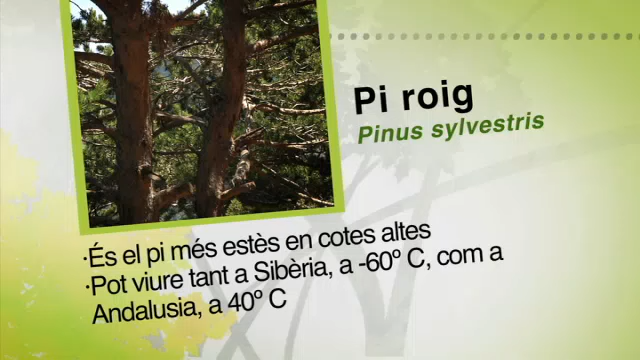 Pi roig
Pinus sylvestris
·És el pi més estès en cotes altes
·Pot viure tant a Sibèria, a -60º C, com a
Andalusia, a 40º C